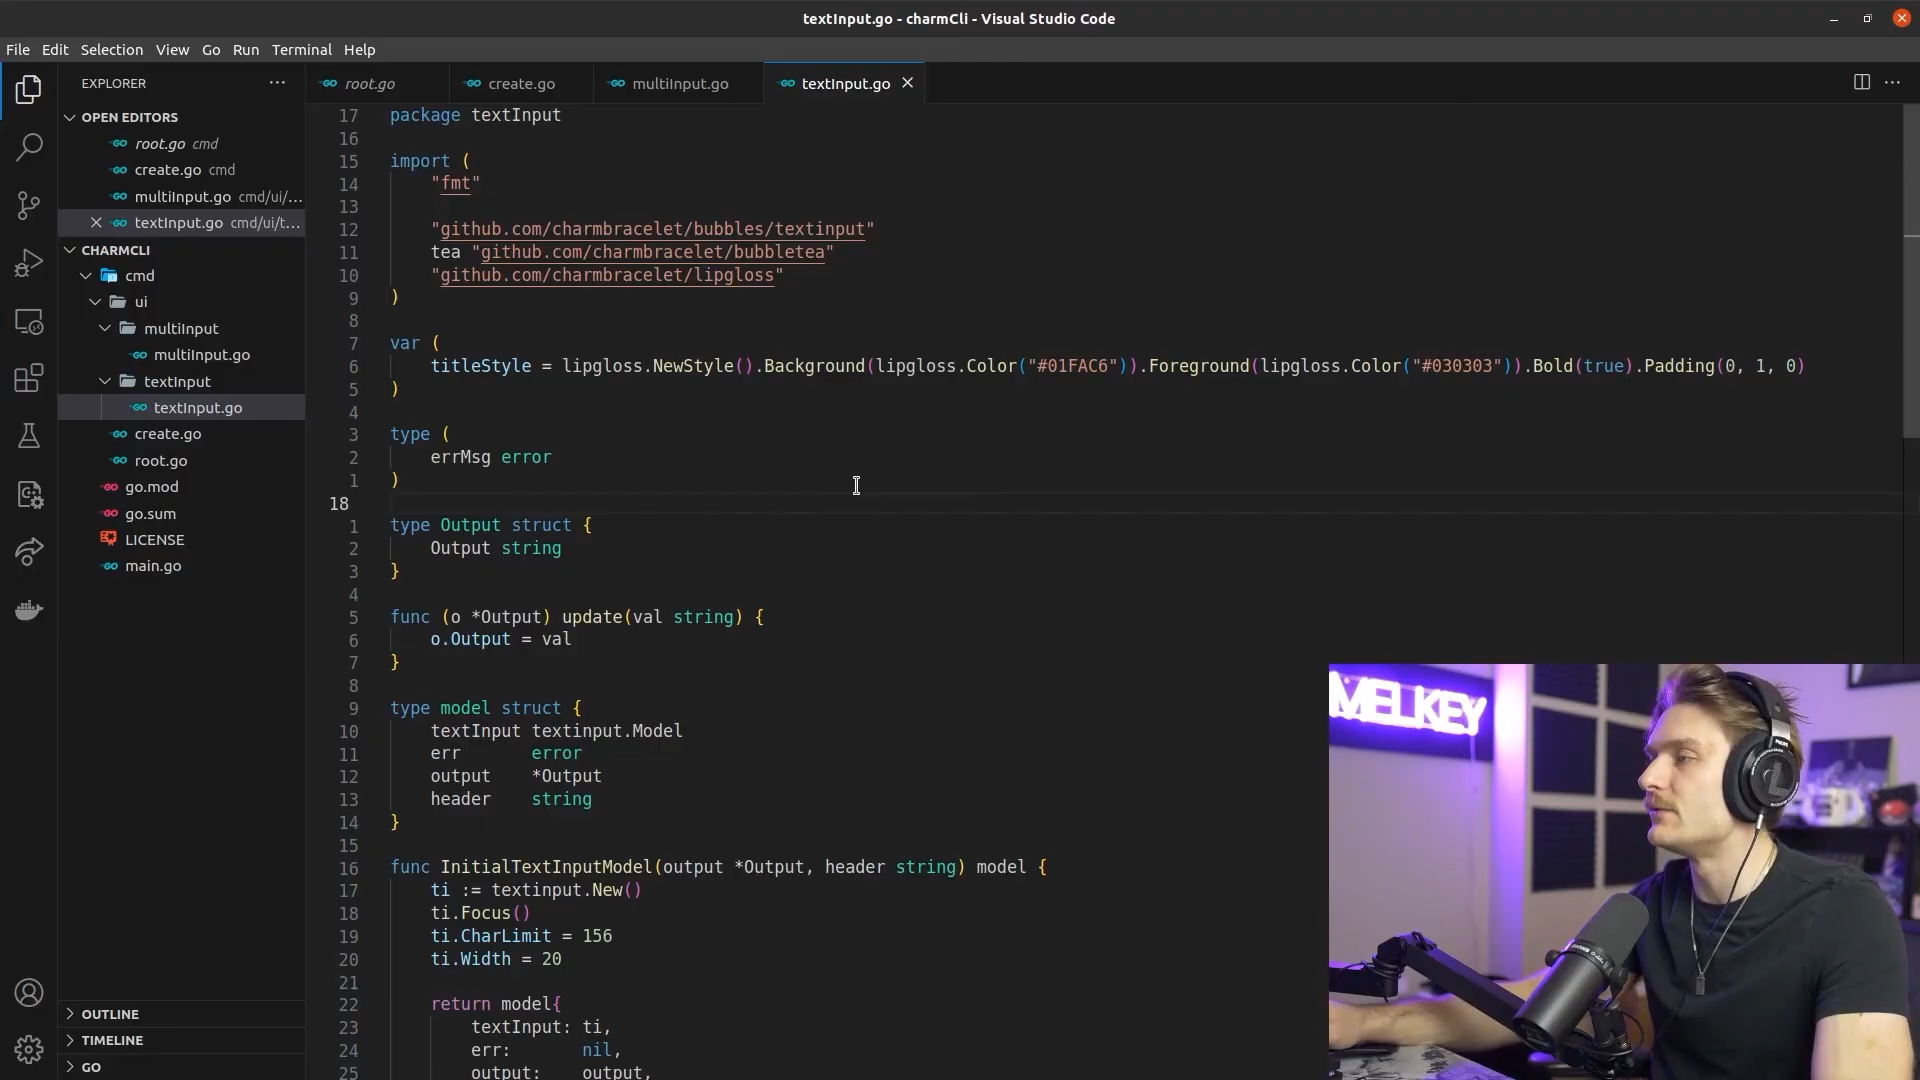 textInput.go - charmCli - Visual Studio Code
File Edit Selection View Go Run Terminal Help
EXPLORER
OPEN EDITORS
root.go cmd
create.go cmd
multiInput.go cmd/ui/...
textInput.go cmd/ui/t...
CHARMCLI
cmd
ui
multiInput
multiInput.go
textInput
textInput.go
create.go
root.go
go.mod
go.sum
LICENSE
main.go
OUTLINE
TIMELINE
GO
root.go create.go multiInput.go textInput.go
17 package textInput
16
15 import (
14 "fmt"
13
12 "github.com/charmbracelet/bubbles/textinput"
11 tea "github.com/charmbracelet/bubbletea"
10 "github.com/charmbracelet/lipgloss"
9 )
8
7 var (
6 titleStyle = lipgloss.NewStyle().Background(lipgloss.Color("#01FAC6")).Foreground(lipgloss.Color("#030303")).Bold(true).Padding(0, 1, 0)
5 )
4
3 type (
2 errMsg error
1 )
18
1 type Output struct {
2 Output string
3 }
4
5 func (o *Output) update(val string) {
6 o.Output = val
7 }
8
9 type model struct {
10 textInput textinput.Model
11 err error
12 output *Output
13 header string
14 }
15
16 func InitialTextInputModel(output *Output, header string) model {
17 ti := textinput.New()
18 ti.Focus()
19 ti.CharLimit = 156
20 ti.Width = 20
21
22 return model{
23 textInput: ti,
24 err: nil,
25 output: output,
MELKEY